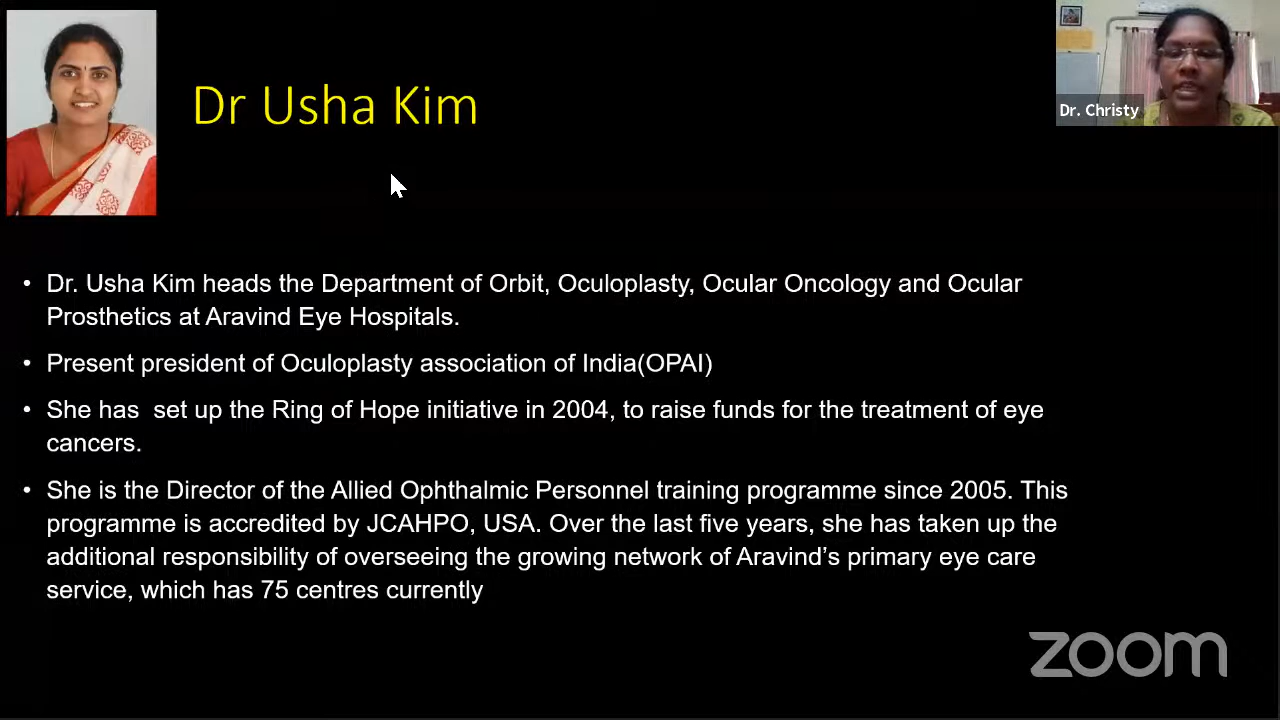 Dr Usha Kim
Dr. Christy
• Dr. Usha Kim heads the Department of Orbit, Oculoplasty, Ocular Oncology and Ocular
Prosthetics at Aravind Eye Hospitals.
• Present president of Oculoplasty association of India(OPAI)
• She has  set up the Ring of Hope initiative in 2004, to raise funds for the treatment of eye
cancers.
• She is the Director of the Allied Ophthalmic Personnel training programme since 2005. This
programme is accredited by JCAHPO, USA. Over the last five years, she has taken up the
additional responsibility of overseeing the growing network of Aravind’s primary eye care
service, which has 75 centres currently
zoom